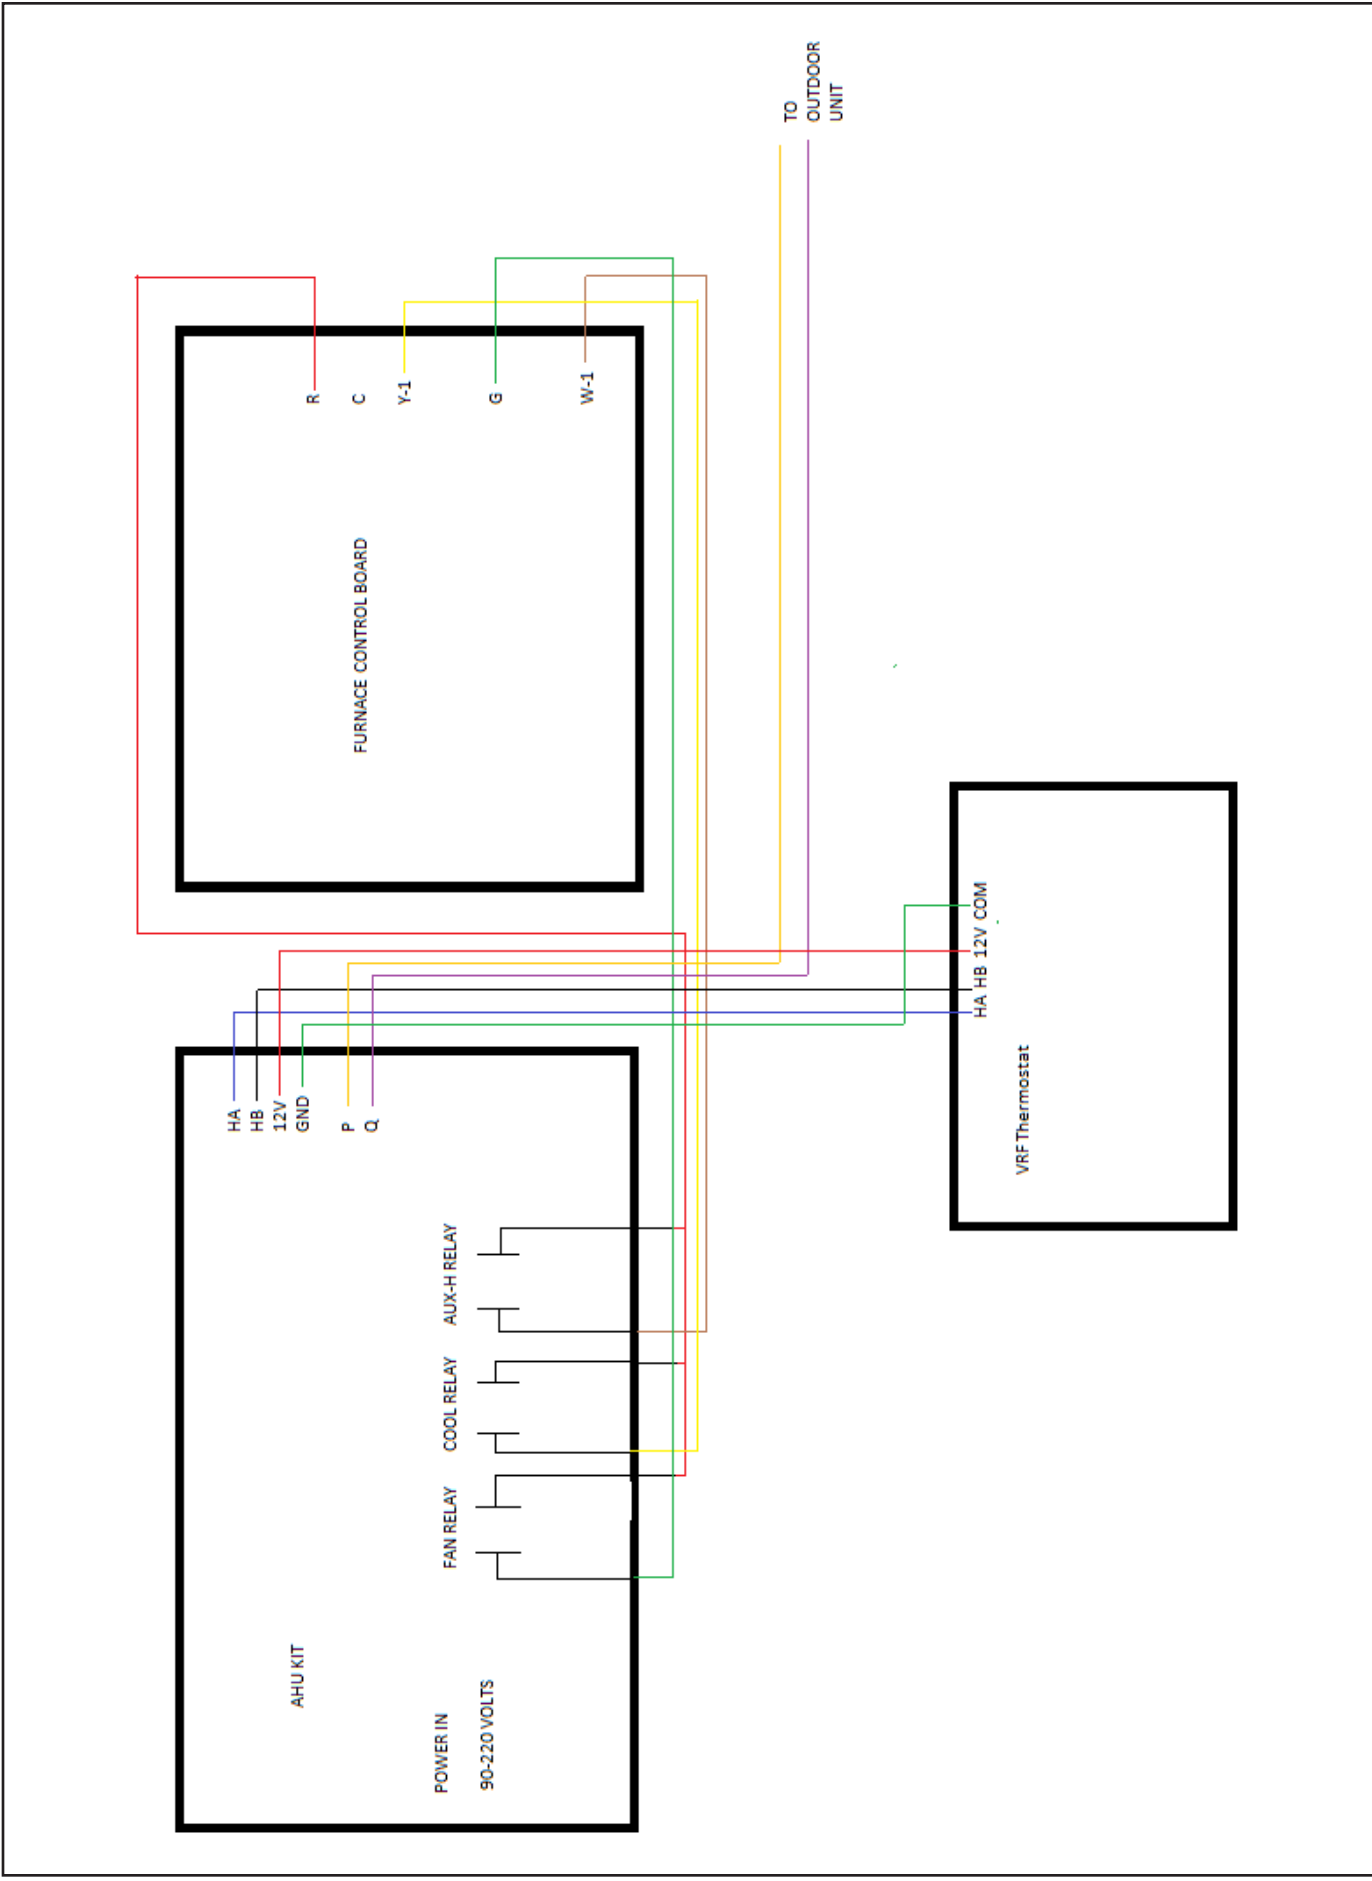 AHU KIT
POWER IN
90-220 VOLTS
FAN RELAY
COOL RELAY
AUX-H RELAY
HA
HB
12V
GND
P
Q
FURNACE CONTROL BOARD
R
C
Y-1
G
W-1
TO
OUTDOOR
UNIT
HA HB 12V COM
VRF Thermostat